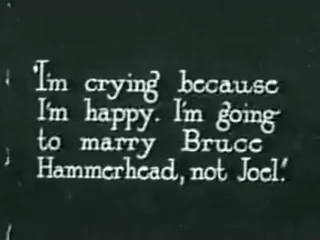 "I'm crying because
I'm happy. I'm going
to marry Bruce
Hammerhead, not Joel."